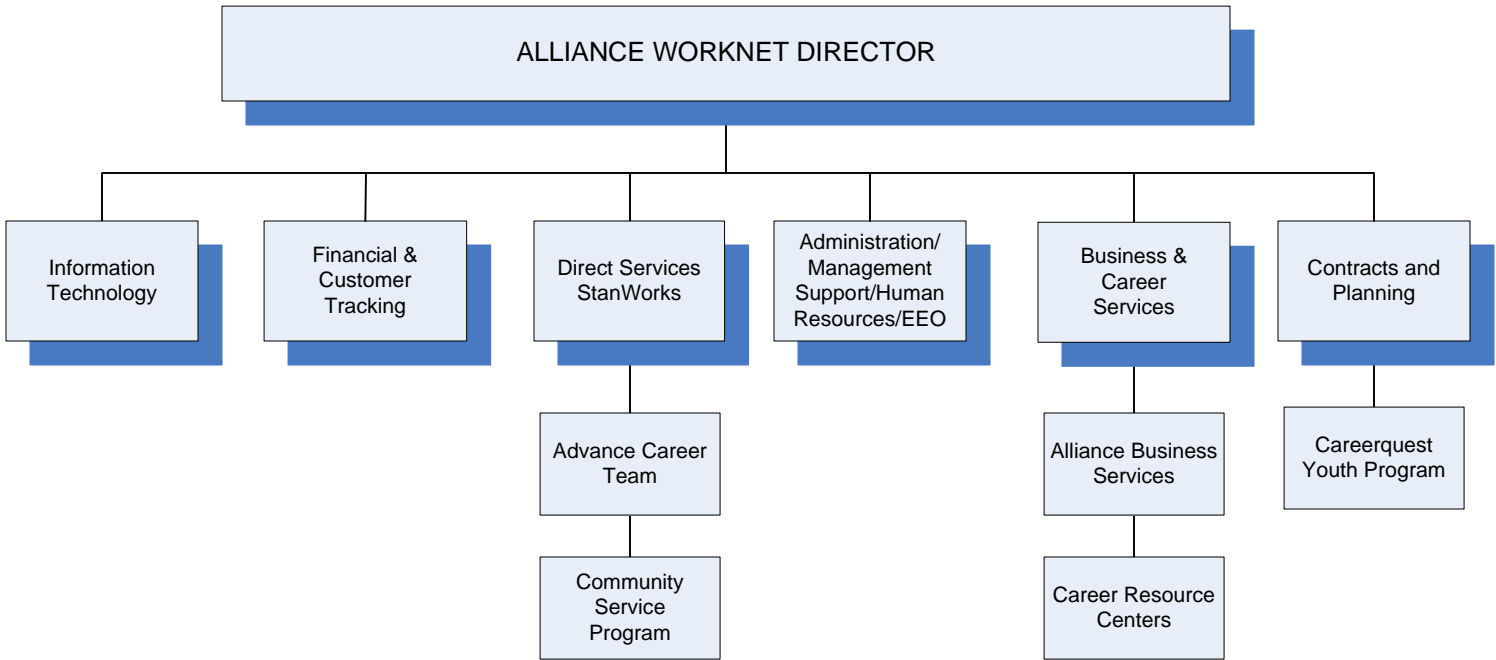 ALLIANCE WORKNET DIRECTOR
Information
Technology
Financial &
Customer
Tracking
Direct Services
StanWorks
Administration/
Management
Support/Human
Resources/EEO
Business &
Career
Services
Contracts and
Planning
Advance Career
Team
Alliance Business
Services
Careerquest
Youth Program
Community
Service
Program
Career Resource
Centers